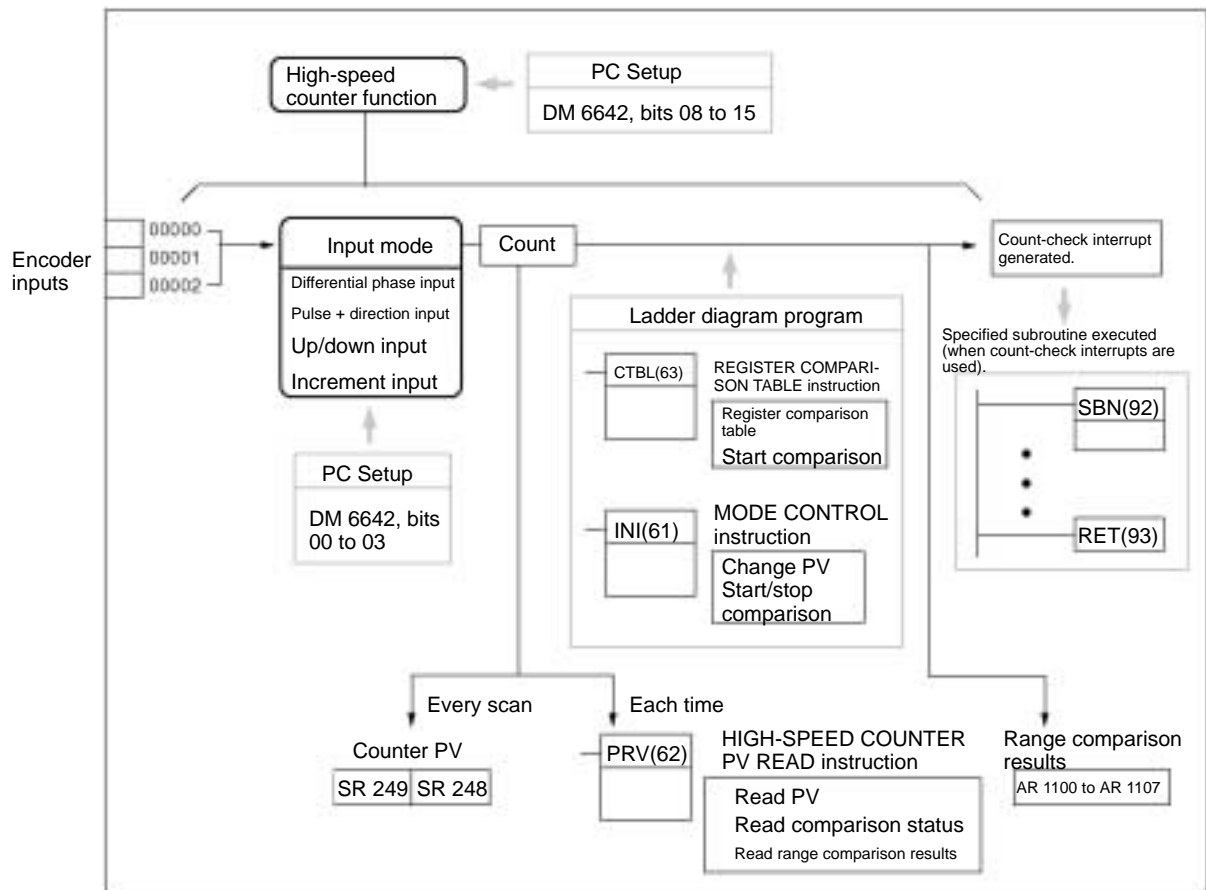 High-speed
counter function
PC Setup
DM 6642, bits 08 to 15
Encoder
inputs
00000
00001
00002
Input mode
Differential phase input
Pulse + direction input
Up/down input
Increment input
Count
Count-check interrupt
generated.
PC Setup
DM 6642, bits
00 to 03
Ladder diagram program
CTBL(63)
REGISTER COMPARI-
SON TABLE instruction
Register comparison
table
Start comparison
INI(61)
MODE CONTROL
instruction
Change PV
Start/stop
comparison
Specified subroutine executed
(when count-check interrupts are
used).
SBN(92)
RET(93)
Every scan
Counter PV
SR 249 SR 248
Each time
PRV(62)
HIGH-SPEED COUNTER
PV READ instruction
Read PV
Read comparison status
Read range comparison results
Range comparison
results
AR 1100 to AR 1107